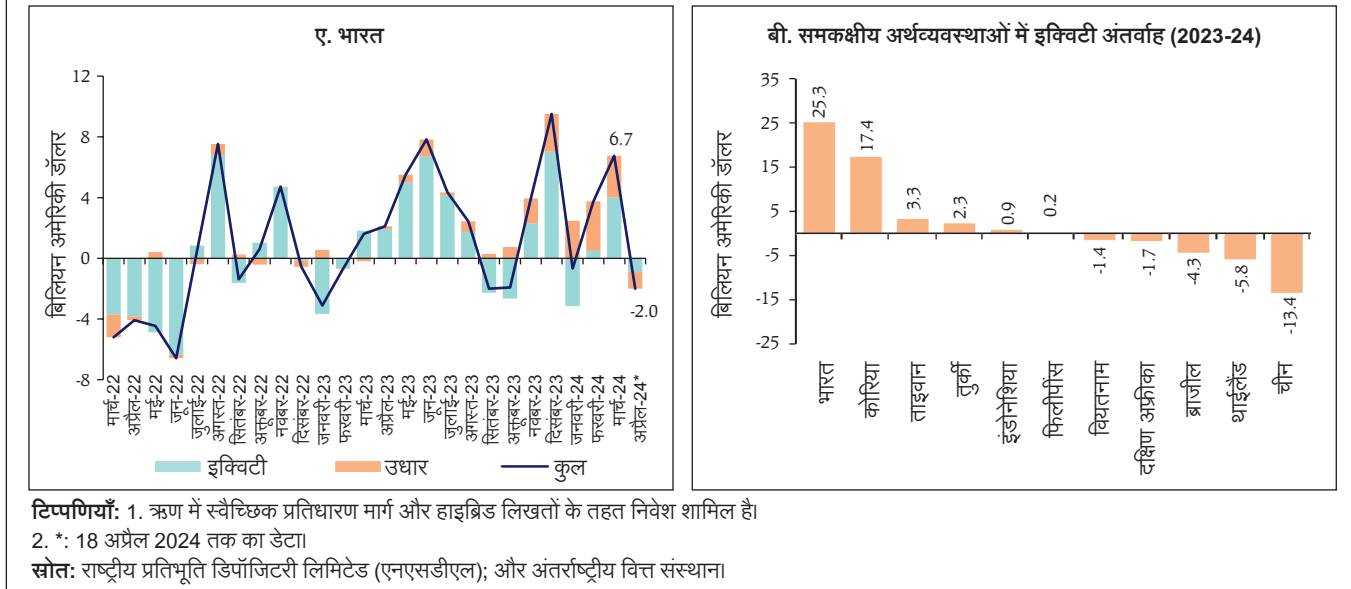 ए. भारत
बिलियन अमेरिकी डॉलर
12
8
4
0
-4
-8
6.7
-2.0
मार्च-22
अप्रैल-22
मई-22
जून-22
जुलाई-22
अगस्त-22
सितंबर-22
अक्तूबर-22
नवंबर-22
दिसंबर-22
जनवरी-23
फरवरी-23
मार्च-23
अप्रैल-23
मई-23
जून-23
जुलाई-23
अगस्त-23
सितंबर-23
अक्तूबर-23
नवंबर-23
दिसंबर-23
जनवरी-24
फरवरी-24
मार्च-24
अप्रैल-24*
इक्विटी उधार कुल
बी. समकक्षीय अर्थव्यवस्थाओं में इक्विटी अंतर्वाह (2023-24)
बिलियन अमेरिकी डॉलर
35
25
15
5
-5
-15
-25
25.3
17.4
3.3
2.3
0.9
0.2
-1.4
-1.7
-4.3
-5.8
-13.4
भारत
कोरिया
ताइवान
तुर्की
इंडोनेशिया
फिलीपींस
वियतनाम
दक्षिण अफ्रीका
ब्राजील
थाईलैंड
चीन
टिप्पणियाँ: 1. ऋण में स्वैच्छिक प्रतिधारण मार्ग और हाइब्रिड लिखतों के तहत निवेश शामिल है।
2. *: 18 अप्रैल 2024 तक का डेटा।
स्रोत: राष्ट्रीय प्रतिभूति डिपॉजिटरी लिमिटेड (एनएसडीएल); और अंतर्राष्ट्रीय वित्त संस्थान।